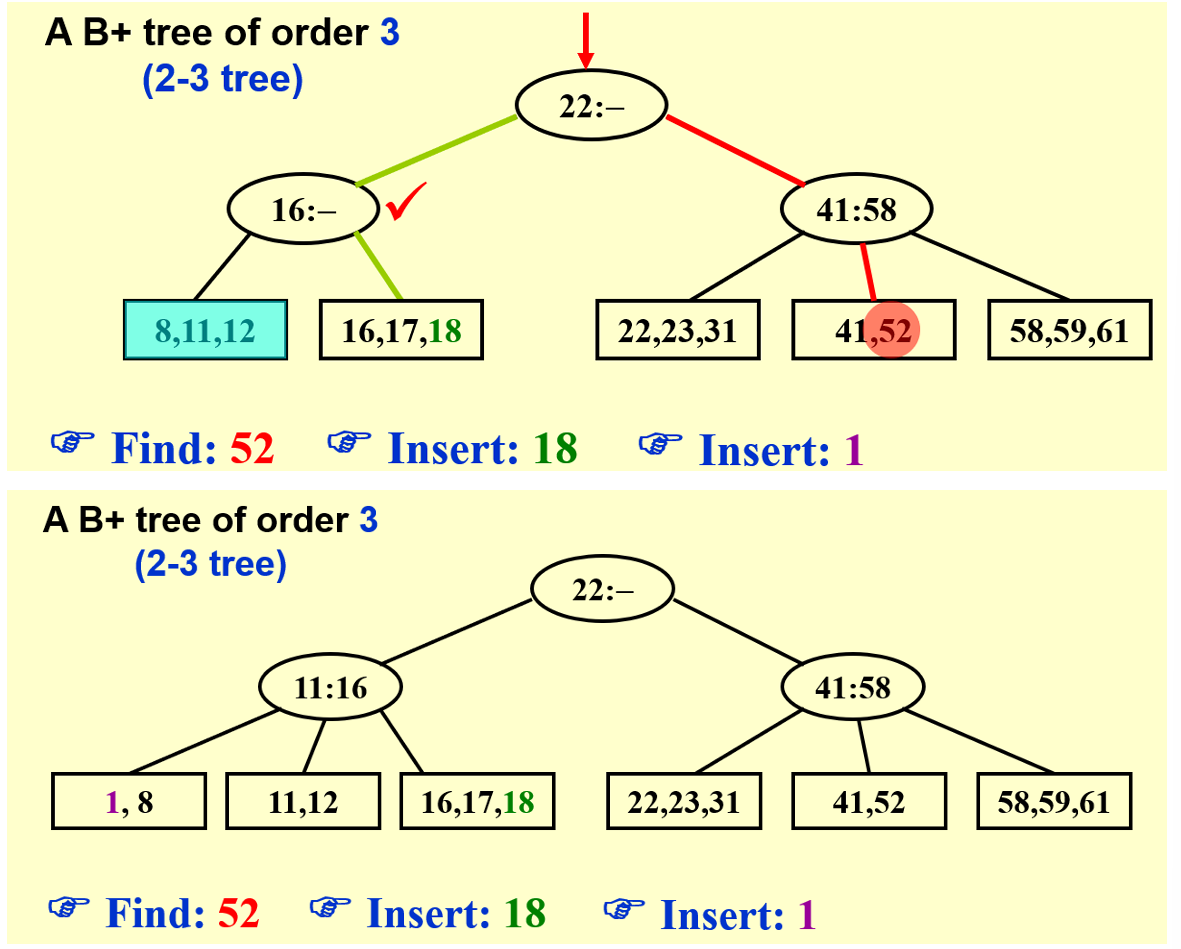 A B+ tree of order 3
(2-3 tree)
22:–
16:–
41:58
8,11,12
16,17,18
22,23,31
41,52
58,59,61
Find: 52
Insert: 18
Insert: 1
A B+ tree of order 3
(2-3 tree)
22:–
11:16
41:58
1, 8
11,12
16,17,18
22,23,31
41,52
58,59,61
Find: 52
Insert: 18
Insert: 1